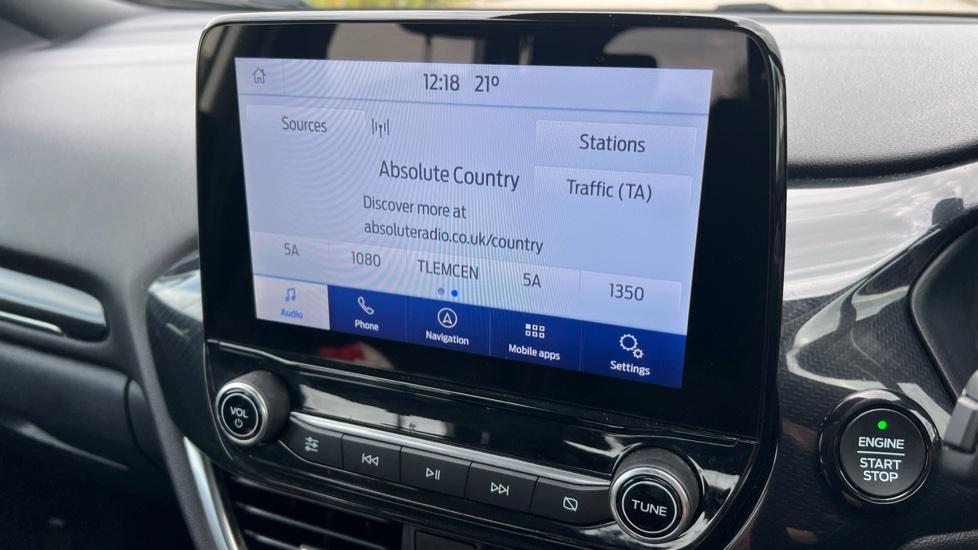 12:18 21°
Sources
Stations
Absolute Country
Traffic (TA)
Discover more at
absoluteradio.co.uk/country
5A 1080 TLEMCEN 5A 1350
Audio Phone Navigation Mobile apps Settings
VOL
TUNE
ENGINE
START
STOP